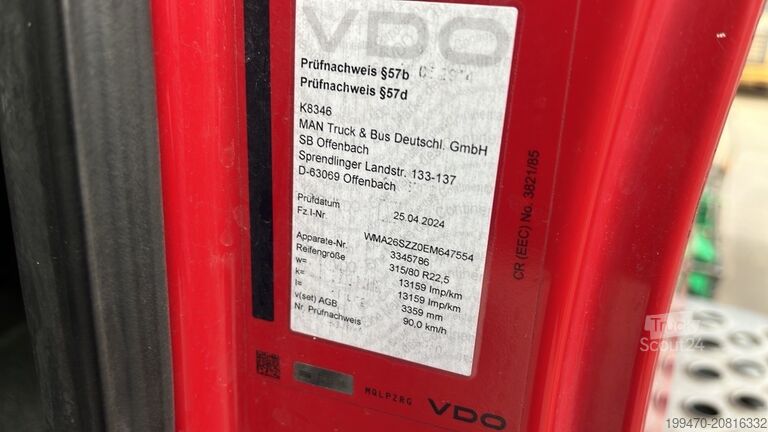 VDO
Prüfnachweis §57b
Prüfnachweis §57d
K8346
MAN Truck & Bus Deutschl. GmbH
SB Offenbach
Sprendlinger Landstr. 133-137
D-63069 Offenbach
Prüfdatum 25.04.2024
Fz.I-Nr. WMA26SZZ0EM647554
Apparate-Nr. 3345786
Reifengröße 315/80 R22,5
w= 13159 Imp/km
k= 13159 Imp/km
l= 3359 mm
v(set) AGB 90,0 km/h
Nr. Prüfnachweis
CR (EEC) No. 3821/85
MQLPZRG VDO
Trucks
Scout24
199470-20816332